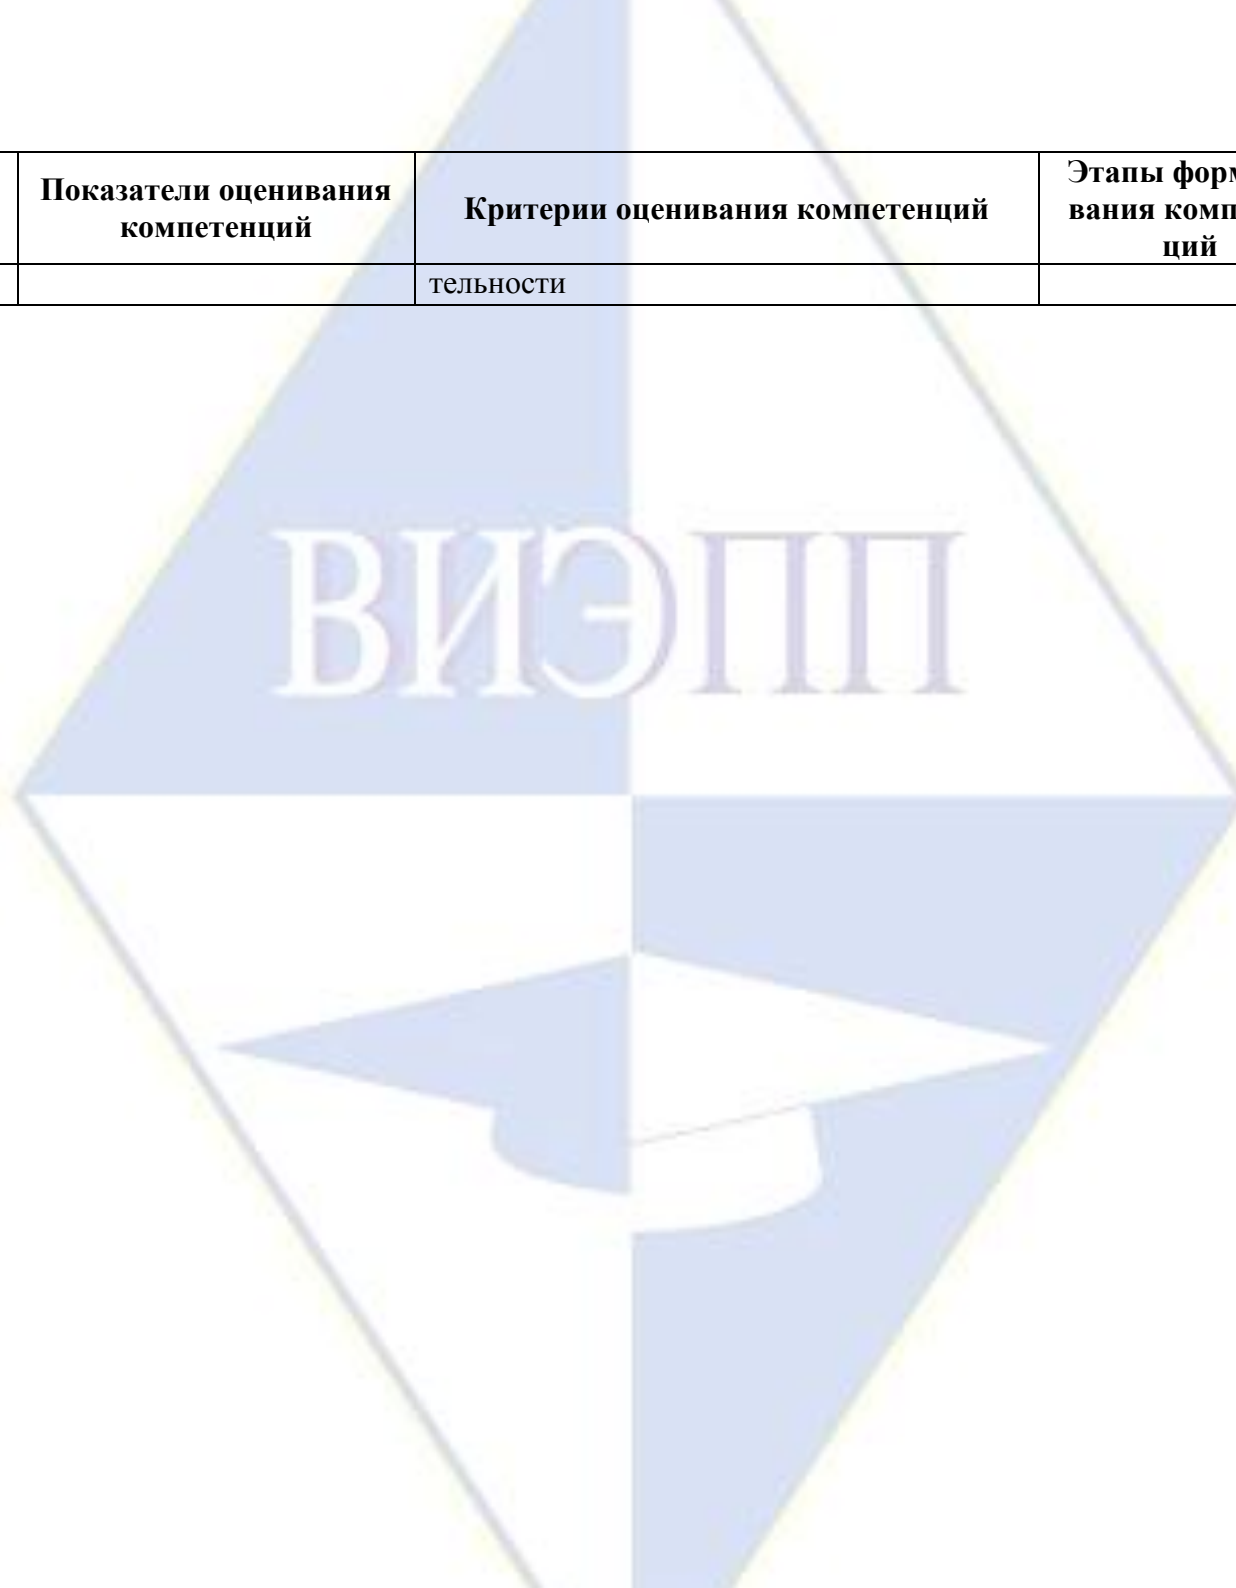 Показатели оценивания
компетенций
Критерии оценивания компетенций
Этапы форм
вания комп
ций
тельности
ВИЭПП